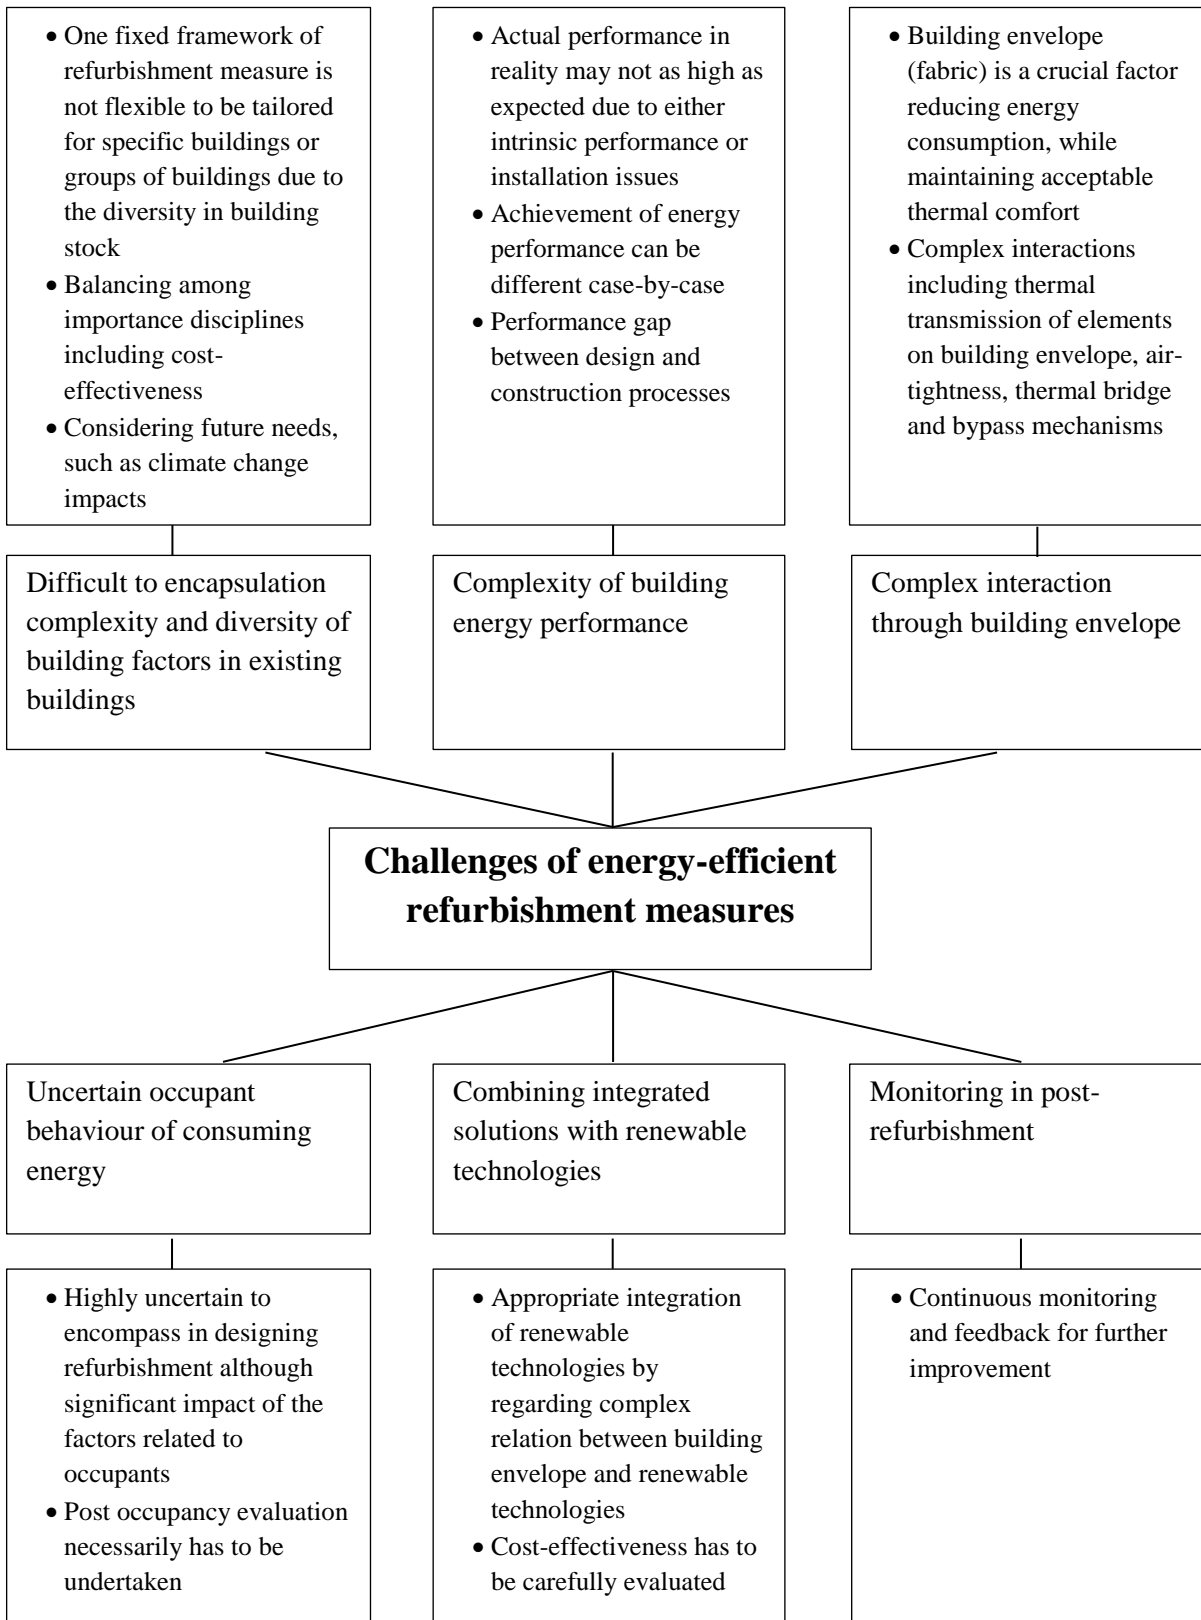 • One fixed framework of
refurbishment measure is
not flexible to be tailored
for specific buildings or
groups of buildings due to
the diversity in building
stock
• Balancing among
importance disciplines
including cost-
effectiveness
• Considering future needs,
such as climate change
impacts
• Actual performance in
reality may not as high as
expected due to either
intrinsic performance or
installation issues
• Achievement of energy
performance can be
different case-by-case
• Performance gap
between design and
construction processes
• Building envelope
(fabric) is a crucial factor
reducing energy
consumption, while
maintaining acceptable
thermal comfort
• Complex interactions
including thermal
transmission of elements
on building envelope, air-
tightness, thermal bridge
and bypass mechanisms
Difficult to encapsulation
complexity and diversity of
building factors in existing
buildings
Complexity of building
energy performance
Complex interaction
through building envelope
Challenges of energy-efficient
refurbishment measures
Uncertain occupant
behaviour of consuming
energy
Combining integrated
solutions with renewable
technologies
Monitoring in post-
refurbishment
• Highly uncertain to
encompass in designing
refurbishment although
significant impact of the
factors related to
occupants
• Post occupancy evaluation
necessarily has to be
undertaken
• Appropriate integration
of renewable
technologies by
regarding complex
relation between building
envelope and renewable
technologies
• Cost-effectiveness has to
be carefully evaluated
• Continuous monitoring
and feedback for further
improvement